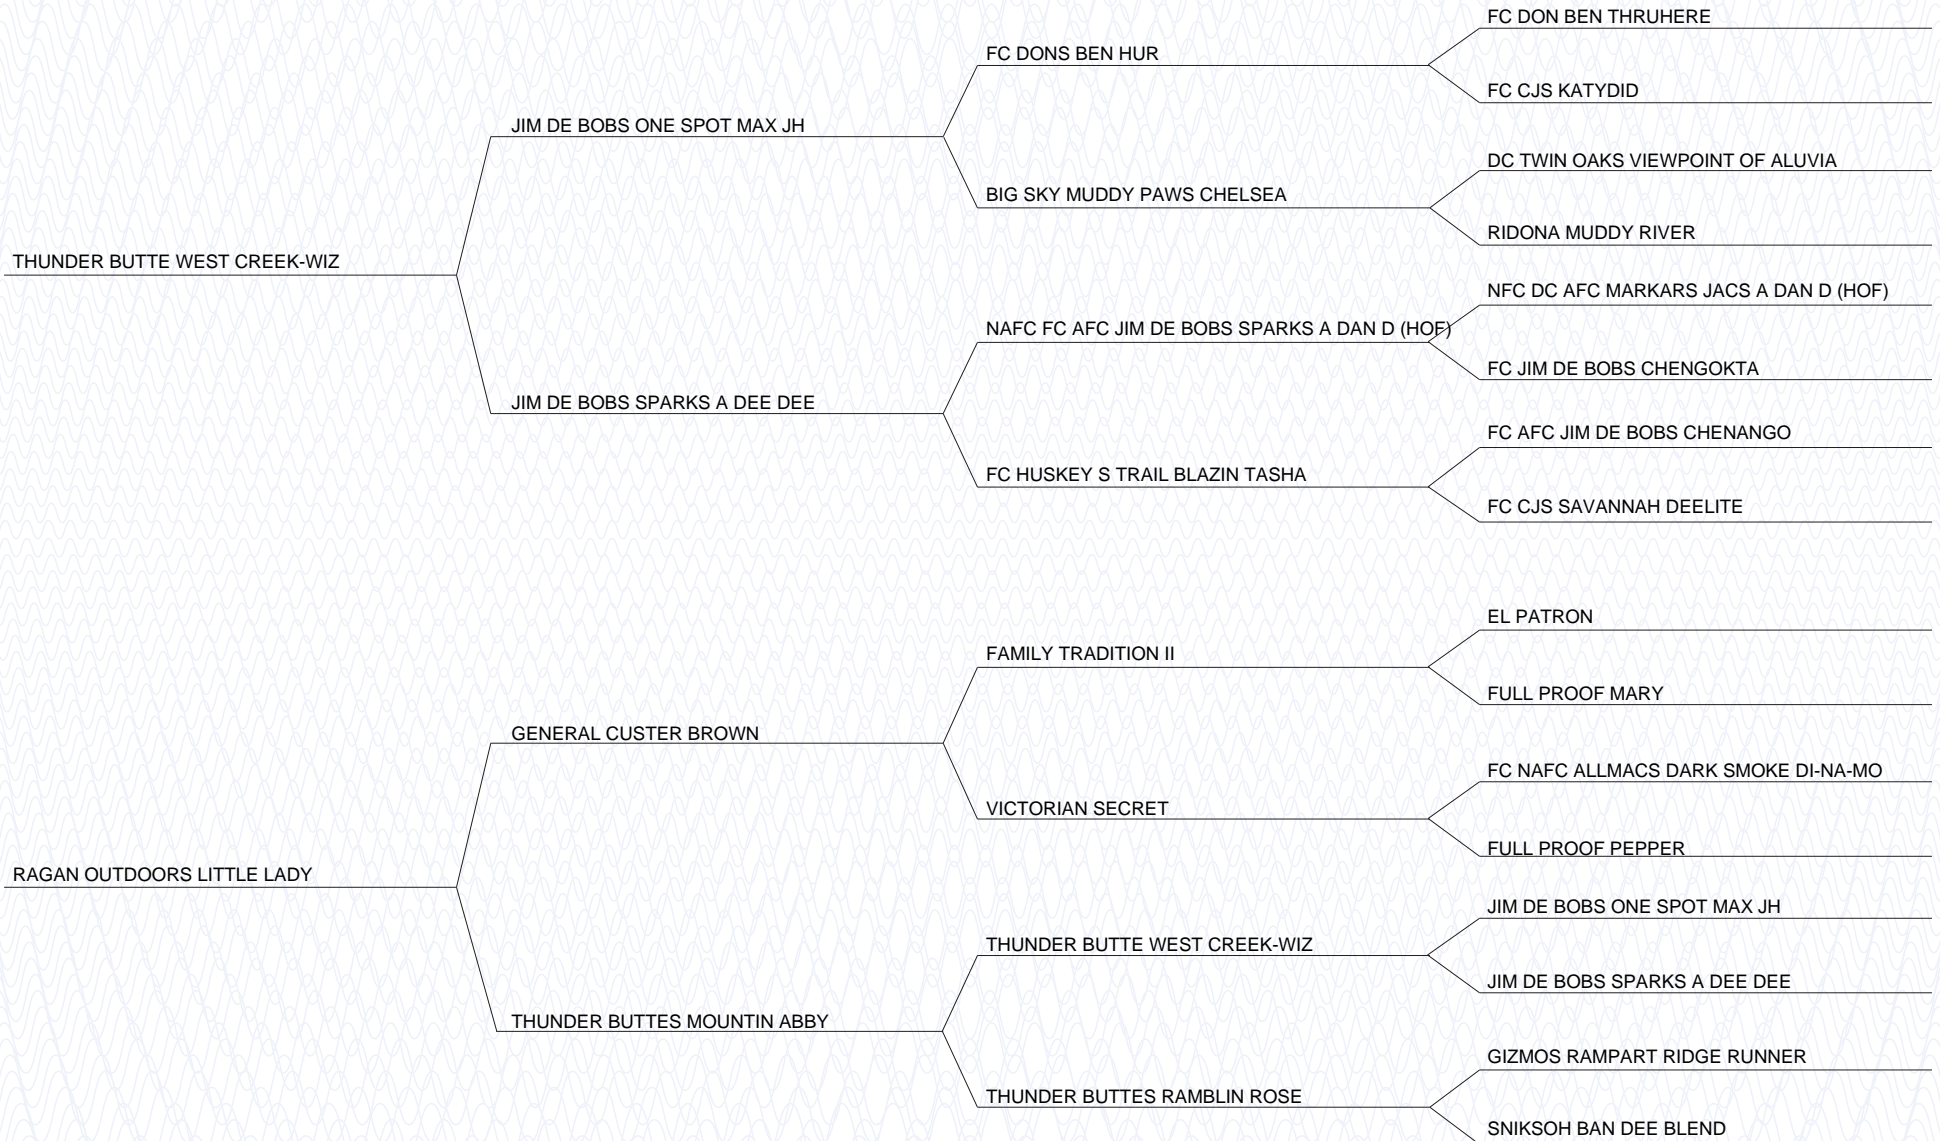 FC DON BEN THRUHERE
FC DONS BEN HUR
FC CJS KATYDID
JIM DE BOBS ONE SPOT MAX JH
DC TWIN OAKS VIEWPOINT OF ALUVIA
BIG SKY MUDDY PAWS CHELSEA
RIDONA MUDDY RIVER
THUNDER BUTTE WEST CREEK-WIZ
NFC DC AFC MARKARS JACS A DAN D (HOF)
NAFC FC AFC JIM DE BOBS SPARKS A DAN D (HOF)
FC JIM DE BOBS CHENGOKTA
JIM DE BOBS SPARKS A DEE DEE
FC AFC JIM DE BOBS CHENANGO
FC HUSKEY S TRAIL BLAZIN TASHA
FC CJS SAVANNAH DEELITE
EL PATRON
FAMILY TRADITION II
FULL PROOF MARY
GENERAL CUSTER BROWN
FC NAFC ALLMACS DARK SMOKE DI-NA-MO
VICTORIAN SECRET
FULL PROOF PEPPER
RAGAN OUTDOORS LITTLE LADY
JIM DE BOBS ONE SPOT MAX JH
THUNDER BUTTE WEST CREEK-WIZ
JIM DE BOBS SPARKS A DEE DEE
THUNDER BUTTES MOUNTIN ABBY
GIZMOS RAMPART RIDGE RUNNER
THUNDER BUTTES RAMBLIN ROSE
SNIKSOH BAN DEE BLEND